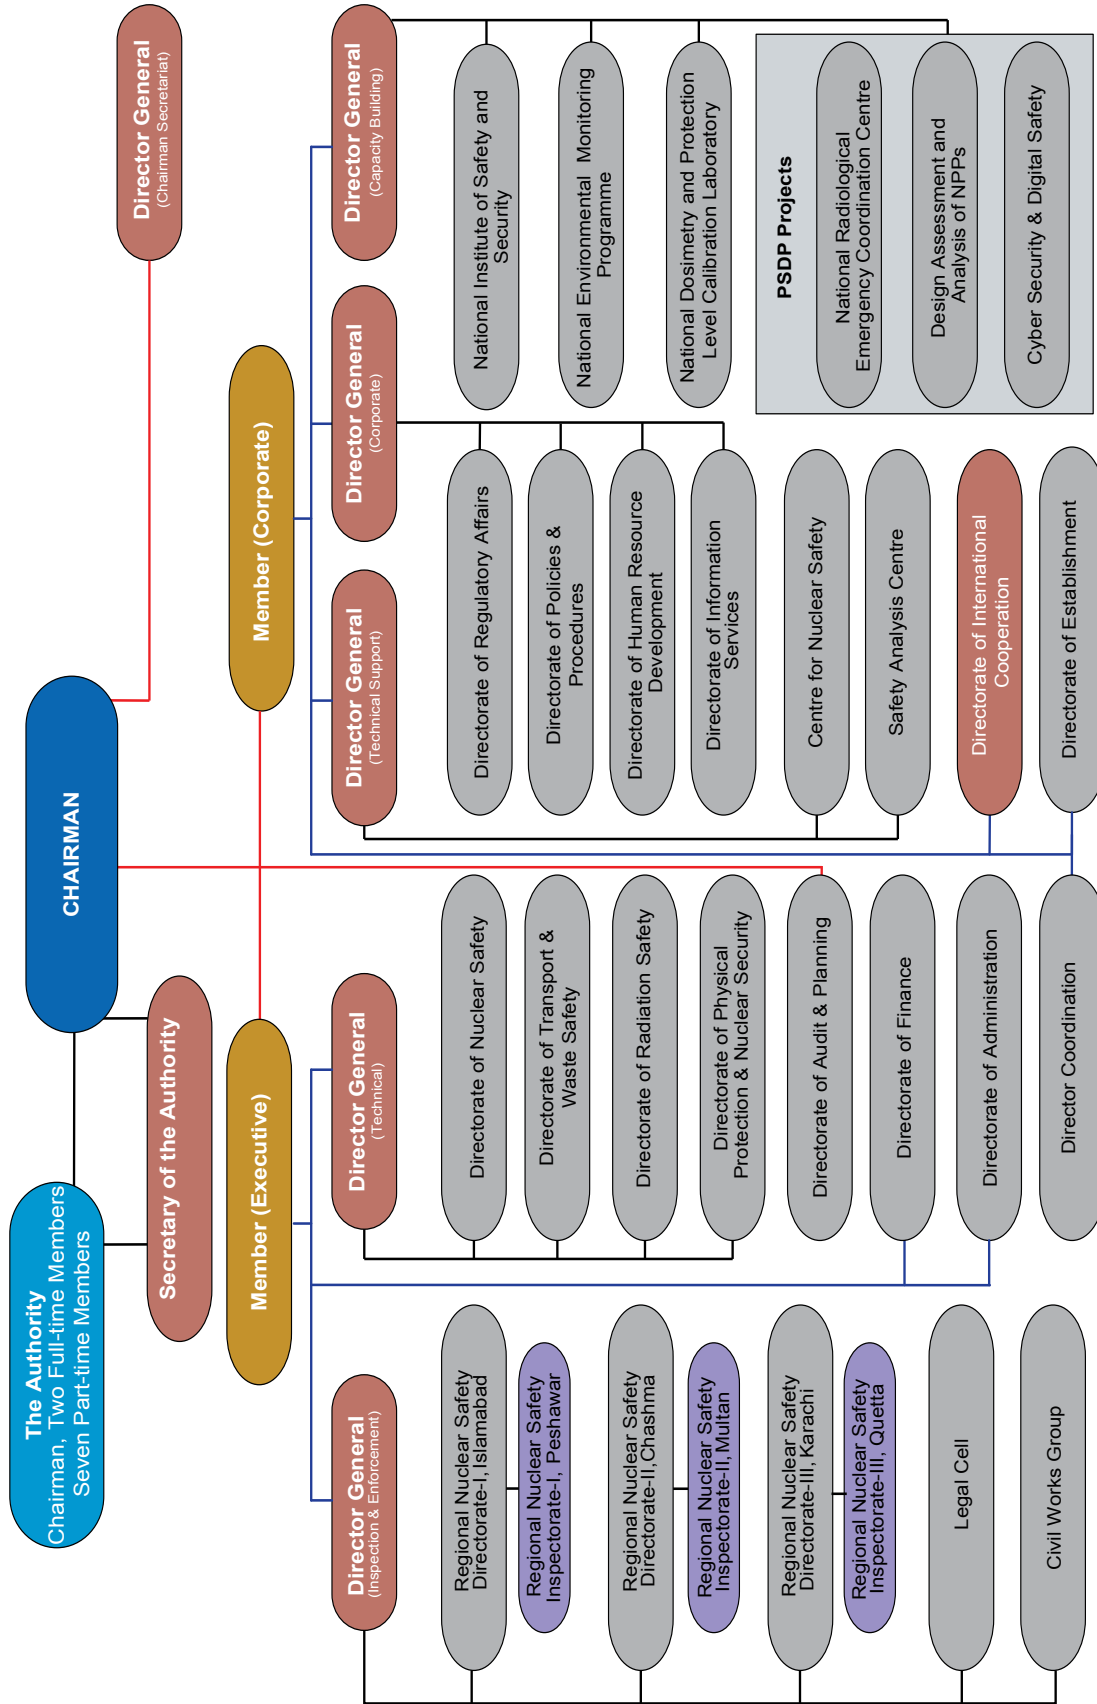 The Authority
Chairman, Two Full-time Members
Seven Part-time Members
CHAIRMAN
Secretary of the Authority
Director General
(Chairman Secretariat)
Member (Executive)
Member (Corporate)
Director General
(Inspection & Enforcement)
Director General
(Technical)
Director General
(Technical Support)
Director General
(Corporate)
Director General
(Capacity Building)
Regional Nuclear Safety
Directorate-I, Islamabad
Regional Nuclear Safety
Inspectorate-I, Peshawar
Regional Nuclear Safety
Directorate-II,Chashma
Regional Nuclear Safety
Inspectorate-II,Multan
Regional Nuclear Safety
Directorate-III, Karachi
Regional Nuclear Safety
Inspectorate-III, Quetta
Legal Cell
Civil Works Group
Directorate of Nuclear Safety
Directorate of Transport &
Waste Safety
Directorate of Radiation Safety
Directorate of Physical
Protection & Nuclear Security
Directorate of Audit & Planning
Directorate of Finance
Directorate of Administration
Director Coordination
Directorate of Regulatory Affairs
Directorate of Policies &
Procedures
Directorate of Human Resource
Development
Directorate of Information
Services
Centre for Nuclear Safety
Safety Analysis Centre
Directorate of International
Cooperation
Directorate of Establishment
National Institute of Safety and
Security
National Environmental Monitoring
Programme
National Dosimetry and Protection
Level Calibration Laboratory
PSDP Projects
National Radiological
Emergency Coordination Centre
Design Assessment and
Analysis of NPPs
Cyber Security & Digital Safety